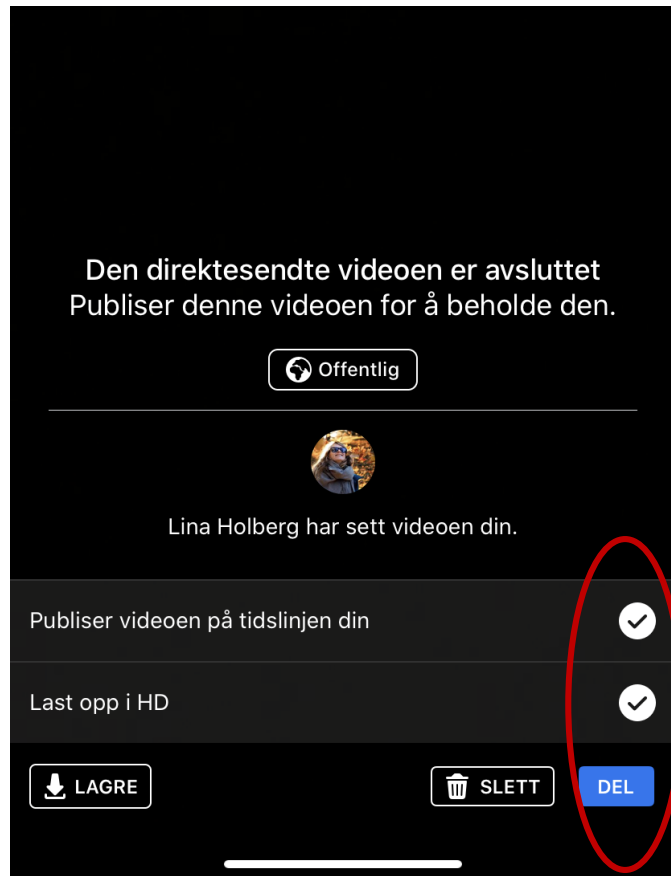 Den direktesendte videoen er avsluttet
Publiser denne videoen for å beholde den.
Offentlig
Lina Holberg har sett videoen din.
Publiser videoen på tidslinjen din
Last opp i HD
LAGRE
SLETT
DEL